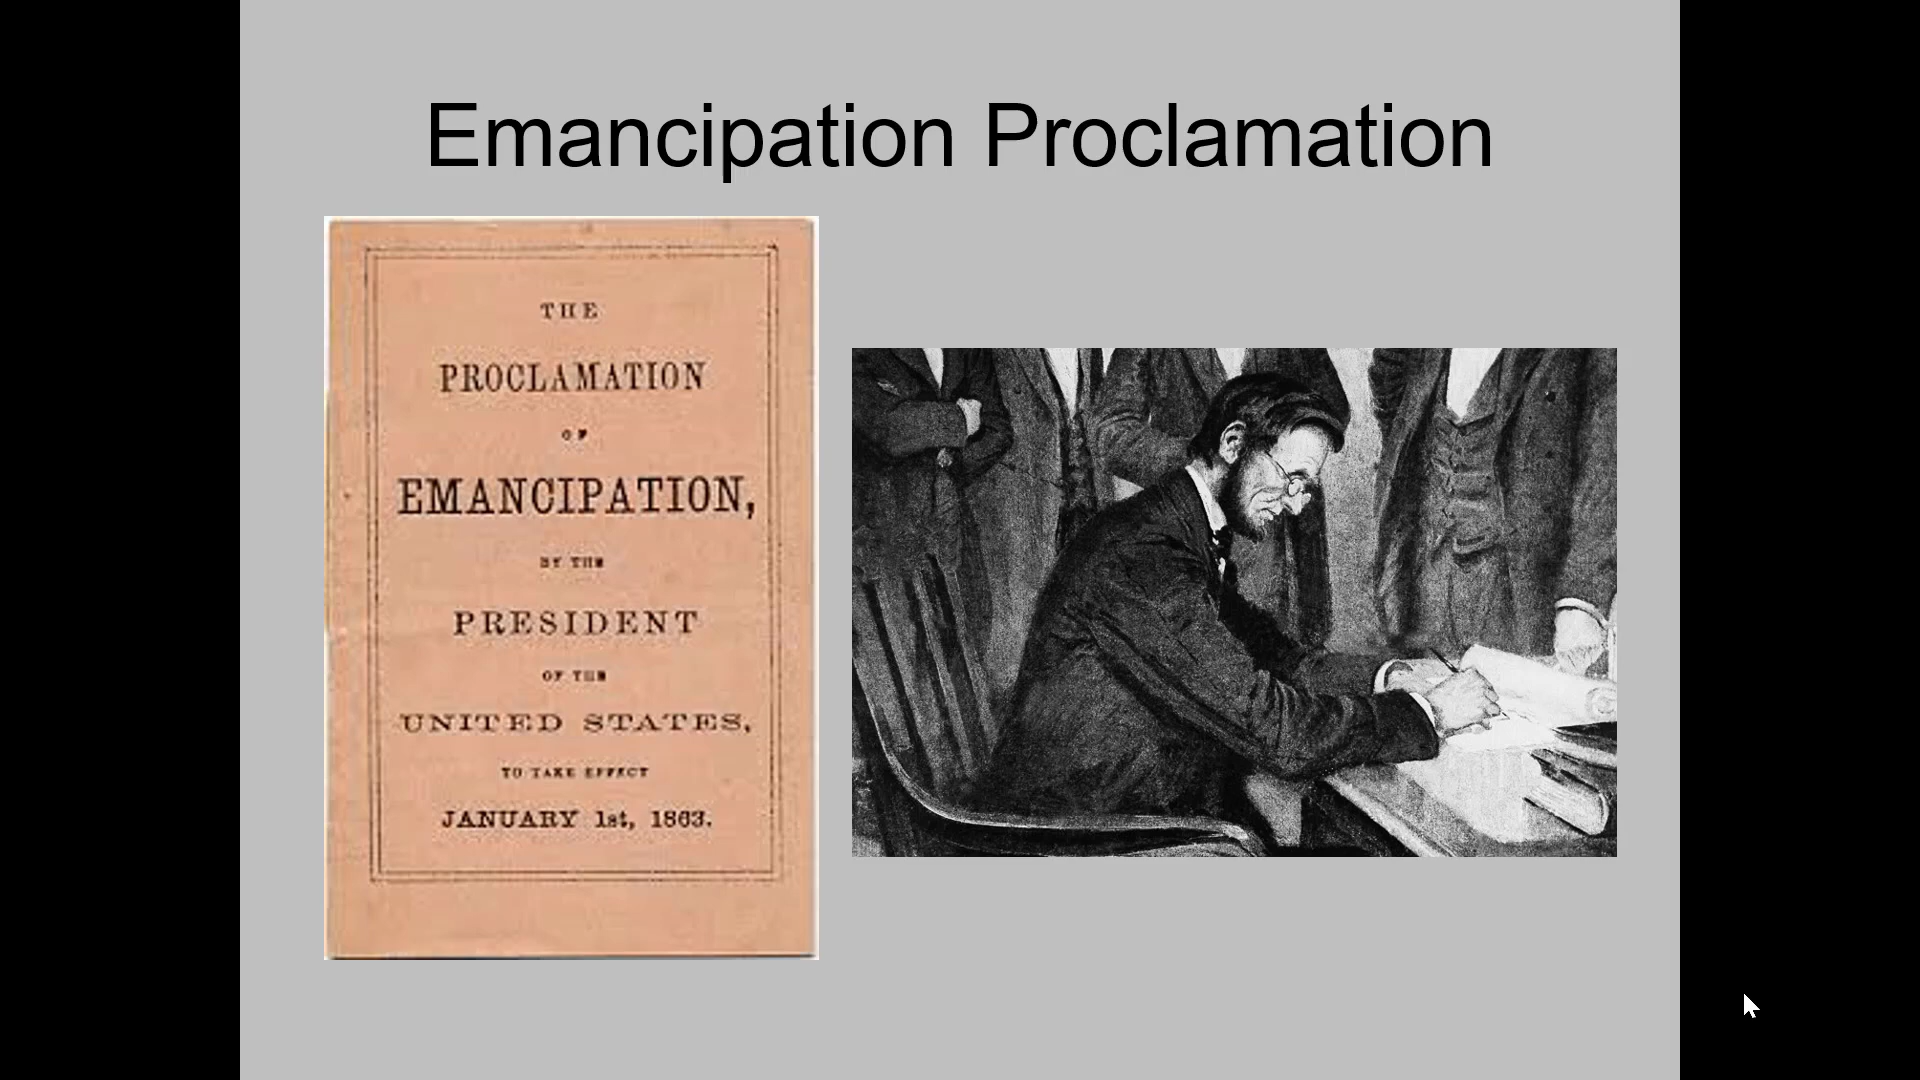 Emancipation Proclamation
THE
PROCLAMATION
OF
EMANCIPATION,
BY THE
PRESIDENT
OF THE
UNITED STATES,
TO TAKE EFFECT
JANUARY 1st, 1863.